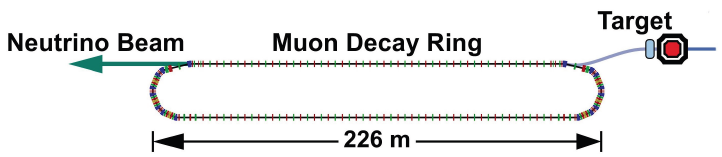 Target
Neutrino Beam
Muon Decay Ring
226 m